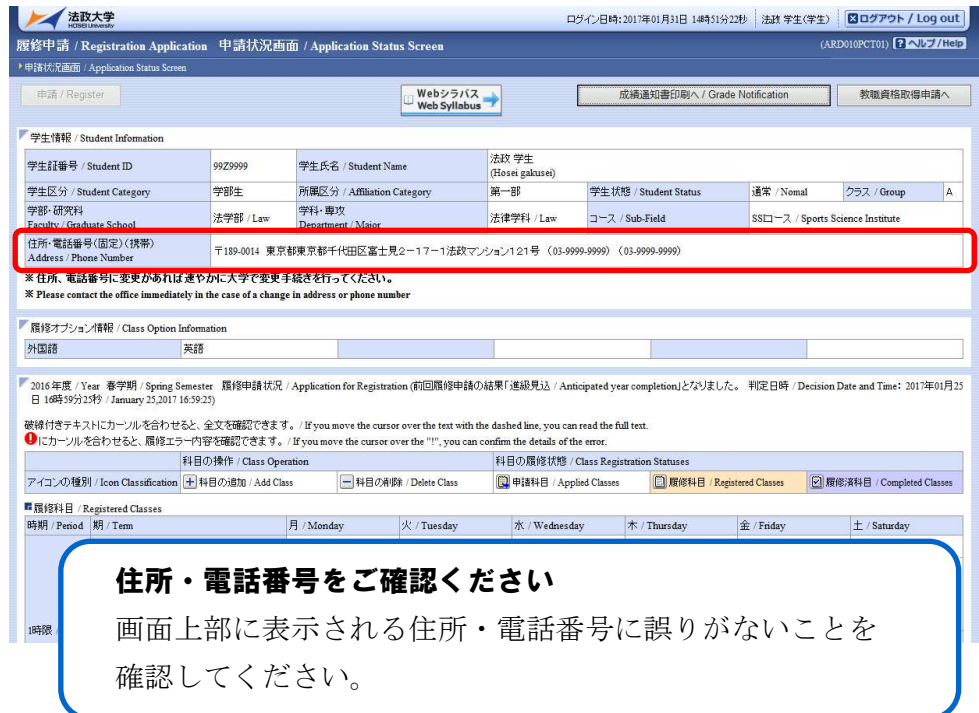 法政大学
HOSEI University
ログイン日時:2017年01月31日 14時51分22秒 法政 学生(学生) ログアウト / Log out
履修申請 / Registration Application 申請状況画面 / Application Status Screen (ARD010PCT01) ヘルプ/Help
申請状況画面 / Application Status Screen
申請 / Register
Webシラバス
Web Syllabus
成績通知書印刷へ / Grade Notification
教職資格取得申請へ
学生情報 / Student Information
学生証番号 / Student ID 99Z9999 学生氏名 / Student Name 法政 学生
(Hosei gakusei)
学生区分 / Student Category 学部生 所属区分 / Affiliation Category 第一部 学生状態 / Student Status 通常 / Nomal クラス / Group A
学部・研究科
Faculty / Graduate School 法学部 / Law 学科・専攻
Department / Major 法律学科 / Law コース / Sub-Field SSIコース / Sports Science Institute
住所・電話番号(固定)(携帯)
Address / Phone Number 〒189-0014 東京都東京都千代田区富士見2-17-1法政マンション121号 (03-9999-9999) (03-9999-9999)
※ 住所、電話番号に変更があれば速やかに大学で変更手続きを行ってください。
※ Please contact the office immediately in the case of a change in address or phone number
履修オプション情報 / Class Option Information
外国語 英語
2016年度 / Year 春学期 / Spring Semester 履修申請状況 / Application for Registration (前回履修申請の結果「進級見込 / Anticipated year completion」となりました。 判定日時 / Decision Date and Time: 2017年01月25
日 16時59分25秒 / January 25,2017 16:59:25)
破線付きテキストにカーソルを合わせると、全文を確認できます。 / If you move the cursor over the text with the dashed line, you can read the full text.
!にカーソルを合わせると、履修エラー内容を確認できます。 / If you move the cursor over the "!", you can confirm the details of the error.
科目の操作 / Class Operation 科目の履修状態 / Class Registration Statuses
アイコンの種別 / Icon Classification + 科目の追加 / Add Class − 科目の削除 / Delete Class 申請科目 / Applied Classes 履修科目 / Registered Classes 履修済科目 / Completed Classes
履修科目 / Registered Classes
時期 / Period 期 / Term 月 / Monday 火 / Tuesday 水 / Wednesday 木 / Thursday 金 / Friday 土 / Saturday
1時限 /
住所・電話番号をご確認ください
画面上部に表示される住所・電話番号に誤りがないことを
確認してください。